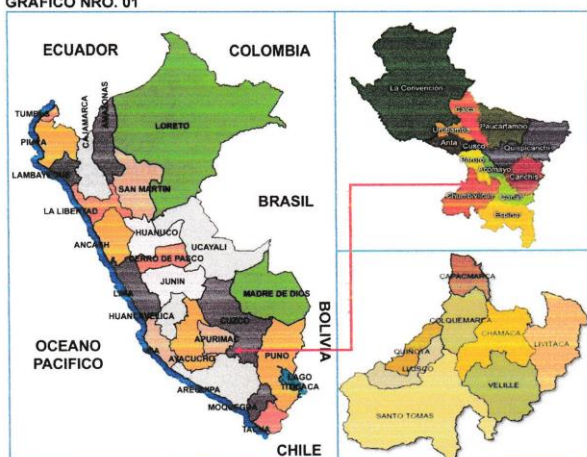 GRAFICO NRO. 01
ECUADOR
COLOMBIA
TUMBES
PIURA
CAJAMARCA
AMAZONAS
LORETO
LAMBAYEQUE
SAN MARTIN
LA LIBERTAD
BRASIL
HUANUCO
ANCASH
UCAYALI
CERRO DE PASCO
JUNIN
LIMA
MADRE DE DIOS
HUANCAVELICA
CUZCO
BOLIVIA
OCEANO
PACIFICO
APURIMAC
ICA
AYACUCHO
PUNO
LAGO
TITICACA
AREQUIPA
MOQUEGUA
TACNA
CHILE
La Convención
Calca
Urubamba
Paucartambo
Anta
Cusco
Quispicanchi
Paruro
Acomayo
Canchis
Chumbivilcas
Canas
Espinar
CAPACMARCA
COLQUEMARCA
CHAMACA
LIVITACA
QUIÑOTA
LLUSCO
VELILLE
SANTO TOMAS